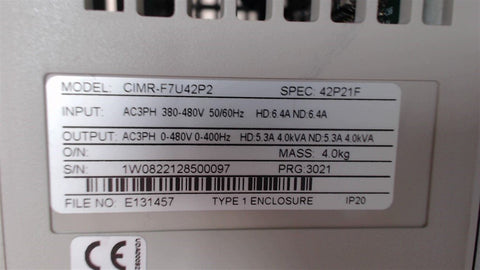 MODEL: CIMR-F7U42P2 SPEC: 42P21F
INPUT: AC3PH 380-480V 50/60Hz HD:6.4A ND:6.4A
OUTPUT: AC3PH 0-480V 0-400Hz HD:5.3A 4.0kVA ND:5.3A 4.0kVA
O/N: MASS: 4.0kg
S/N: 1W0822128500097 PRG:3021
FILE NO: E131457 TYPE 1 ENCLOSURE IP20
CE